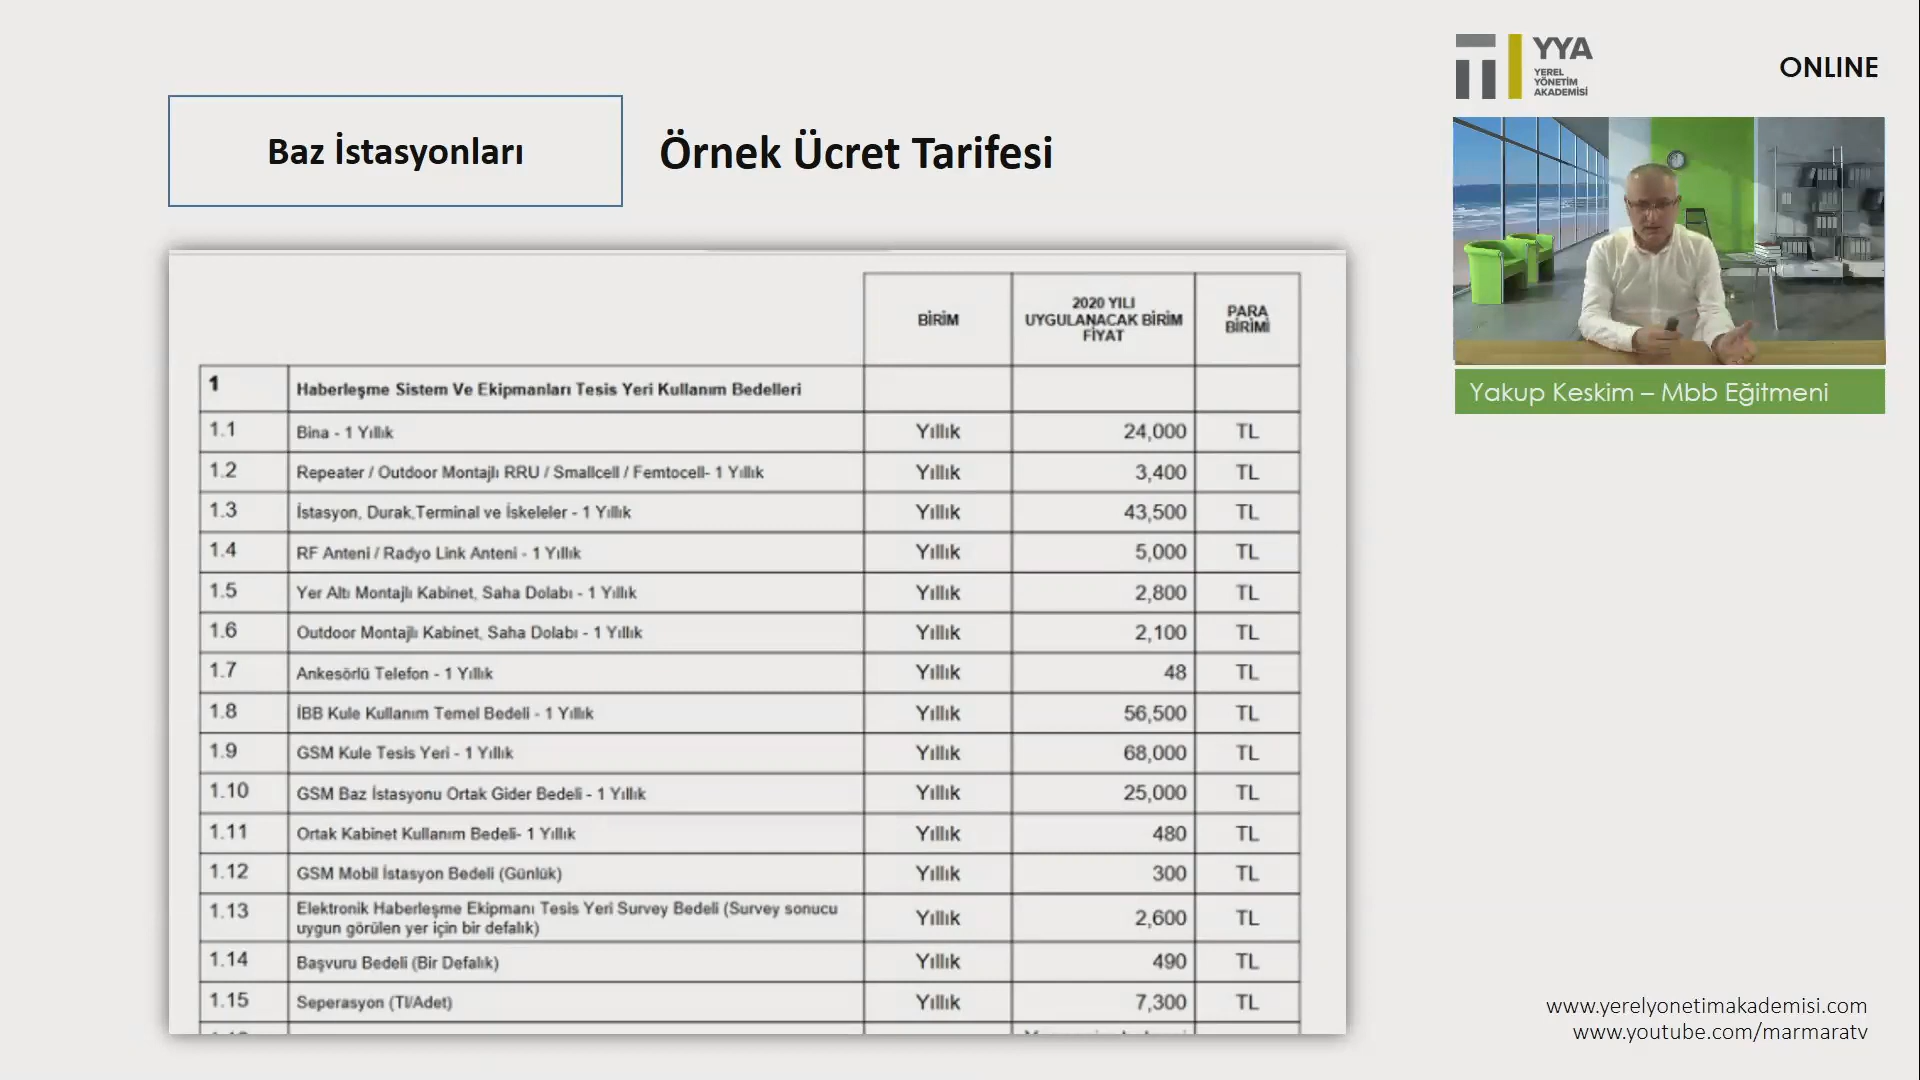 YYA
YEREL
YÖNETİM
AKADEMİSİ
ONLINE
Baz İstasyonları
Örnek Ücret Tarifesi
Yakup Keskim – Mbb Eğitmeni
BİRİM
2020 YILI
UYGULANACAK BİRİM
FİYAT
PARA
BİRİMİ
1 Haberleşme Sistem Ve Ekipmanları Tesis Yeri Kullanım Bedelleri
1.1 Bina - 1 Yıllık Yıllık 24,000 TL
1.2 Repeater / Outdoor Montajlı RRU / Smallcell / Femtocell- 1 Yıllık Yıllık 3,400 TL
1.3 İstasyon, Durak,Terminal ve İskeleler - 1 Yıllık Yıllık 43,500 TL
1.4 RF Anteni / Radyo Link Anteni - 1 Yıllık Yıllık 5,000 TL
1.5 Yer Altı Montajlı Kabinet, Saha Dolabı - 1 Yıllık Yıllık 2,800 TL
1.6 Outdoor Montajlı Kabinet, Saha Dolabı - 1 Yıllık Yıllık 2,100 TL
1.7 Ankesörlü Telefon - 1 Yıllık Yıllık 48 TL
1.8 İBB Kule Kullanım Temel Bedeli - 1 Yıllık Yıllık 56,500 TL
1.9 GSM Kule Tesis Yeri - 1 Yıllık Yıllık 68,000 TL
1.10 GSM Baz İstasyonu Ortak Gider Bedeli - 1 Yıllık Yıllık 25,000 TL
1.11 Ortak Kabinet Kullanım Bedeli- 1 Yıllık Yıllık 480 TL
1.12 GSM Mobil İstasyon Bedeli (Günlük) Yıllık 300 TL
1.13 Elektronik Haberleşme Ekipmanı Tesis Yeri Survey Bedeli (Survey sonucu
uygun görülen yer için bir defalık) Yıllık 2,600 TL
1.14 Başvuru Bedeli (Bir Defalık) Yıllık 490 TL
1.15 Seperasyon (Tl/Adet) Yıllık 7,300 TL
www.yerelyonetimakademisi.com
www.youtube.com/marmaratv